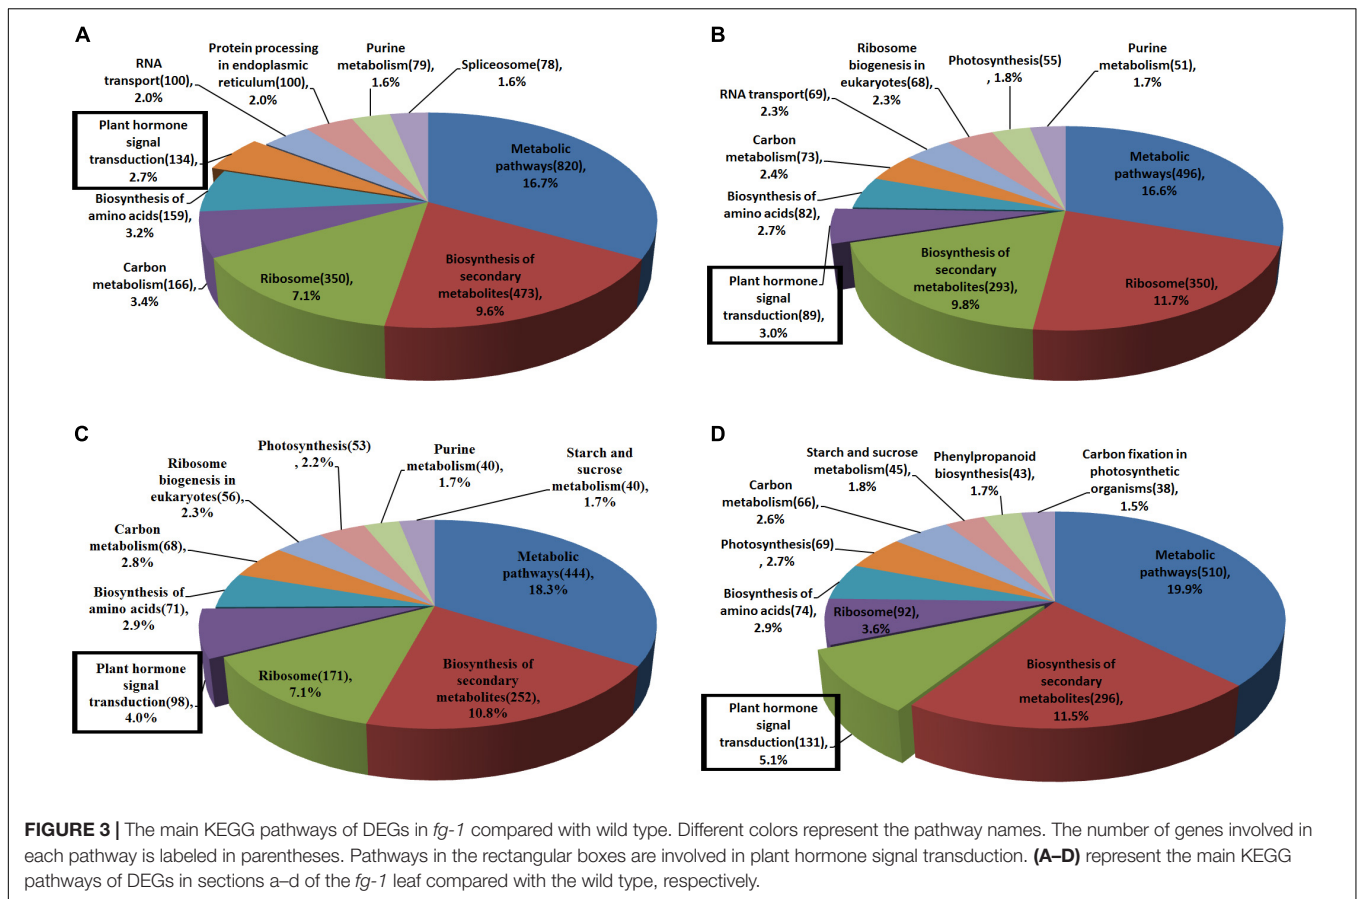 A
RNA
transport(100),
2.0%
Protein processing
in endoplasmic
reticulum(100),
2.0%
Purine
metabolism(79),
1.6%
Spliceosome(78),
1.6%
Plant hormone
signal
transduction(134),
2.7%
Biosynthesis of
amino acids(159),
3.2%
Carbon
metabolism(166),
3.4%
Ribosome(350),
7.1%
Biosynthesis of
secondary
metabolites(473),
9.6%
Metabolic
pathways(820),
16.7%
B
Ribosome
biogenesis in
eukaryotes(68),
2.3%
Photosynthesis(55)
, 1.8%
Purine
metabolism(51),
1.7%
RNA transport(69),
2.3%
Carbon
metabolism(73),
2.4%
Biosynthesis of
amino acids(82),
2.7%
Plant hormone
signal
transduction(89),
3.0%
Biosynthesis of
secondary
metabolites(293),
9.8%
Ribosome(350),
11.7%
Metabolic
pathways(496),
16.6%
C
Photosynthesis(53)
, 2.2%
Purine
metabolism(40),
1.7%
Starch and
sucrose
metabolism(40),
1.7%
Ribosome
biogenesis in
eukaryotes(56),
2.3%
Carbon
metabolism(68),
2.8%
Biosynthesis of
amino acids(71),
2.9%
Plant hormone
signal
transduction(98),
4.0%
Ribosome(171),
7.1%
Biosynthesis of
secondary
metabolites(252),
10.8%
Metabolic
pathways(444),
18.3%
D
Starch and sucrose
metabolism(45),
1.8%
Phenylpropanoid
biosynthesis(43),
1.7%
Carbon fixation in
photosynthetic
organisms(38),
1.5%
Carbon
metabolism(66),
2.6%
Photosynthesis(69)
, 2.7%
Biosynthesis of
amino acids(74),
2.9%
Ribosome(92),
3.6%
Plant hormone
signal
transduction(131),
5.1%
Biosynthesis of
secondary
metabolites(296),
11.5%
Metabolic
pathways(510),
19.9%
FIGURE 3 | The main KEGG pathways of DEGs in fg-1 compared with wild type. Different colors represent the pathway names. The number of genes involved in
each pathway is labeled in parentheses. Pathways in the rectangular boxes are involved in plant hormone signal transduction. (A–D) represent the main KEGG
pathways of DEGs in sections a–d of the fg-1 leaf compared with the wild type, respectively.